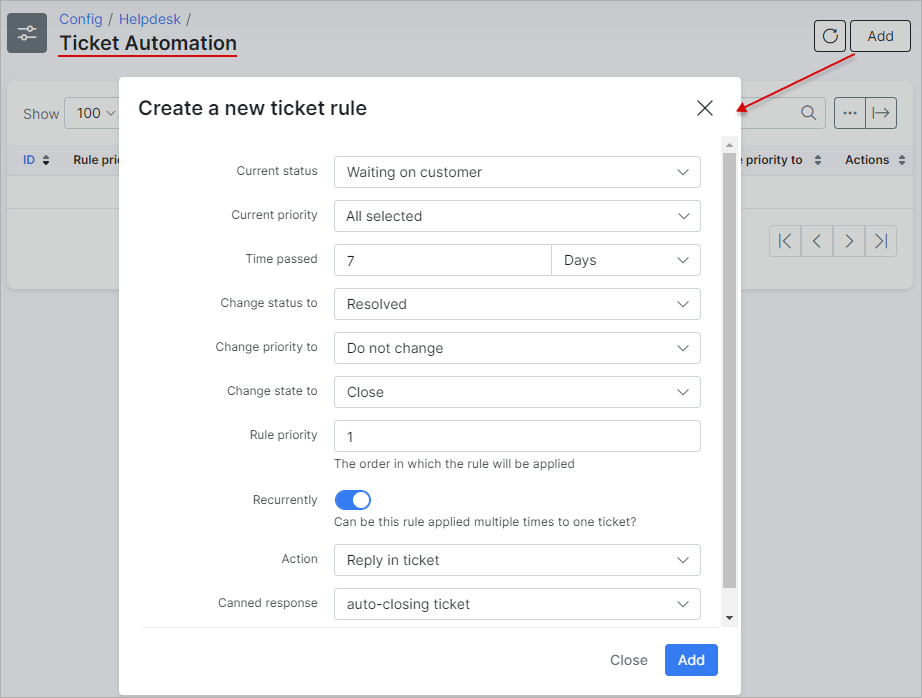 Config / Helpdesk /
Ticket Automation
Add
Show 100
ID Rule pri priority to Actions
Create a new ticket rule
Current status Waiting on customer
Current priority All selected
Time passed 7 Days
Change status to Resolved
Change priority to Do not change
Change state to Close
Rule priority 1
The order in which the rule will be applied
Recurrently
Can be this rule applied multiple times to one ticket?
Action Reply in ticket
Canned response auto-closing ticket
Close Add